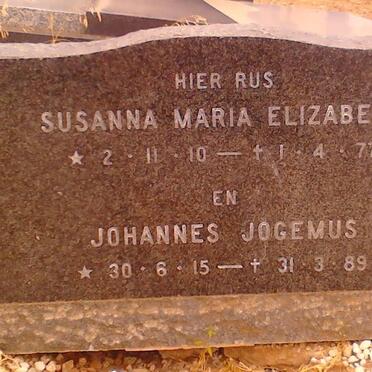 HIER RUS
SUSANNA MARIA ELIZABE
★ 2 · 11 · 10 — † 1 · 4 · 77
EN
JOHANNES JOGEMUS
★ 30 · 6 · 15 — † 31 · 3 · 89